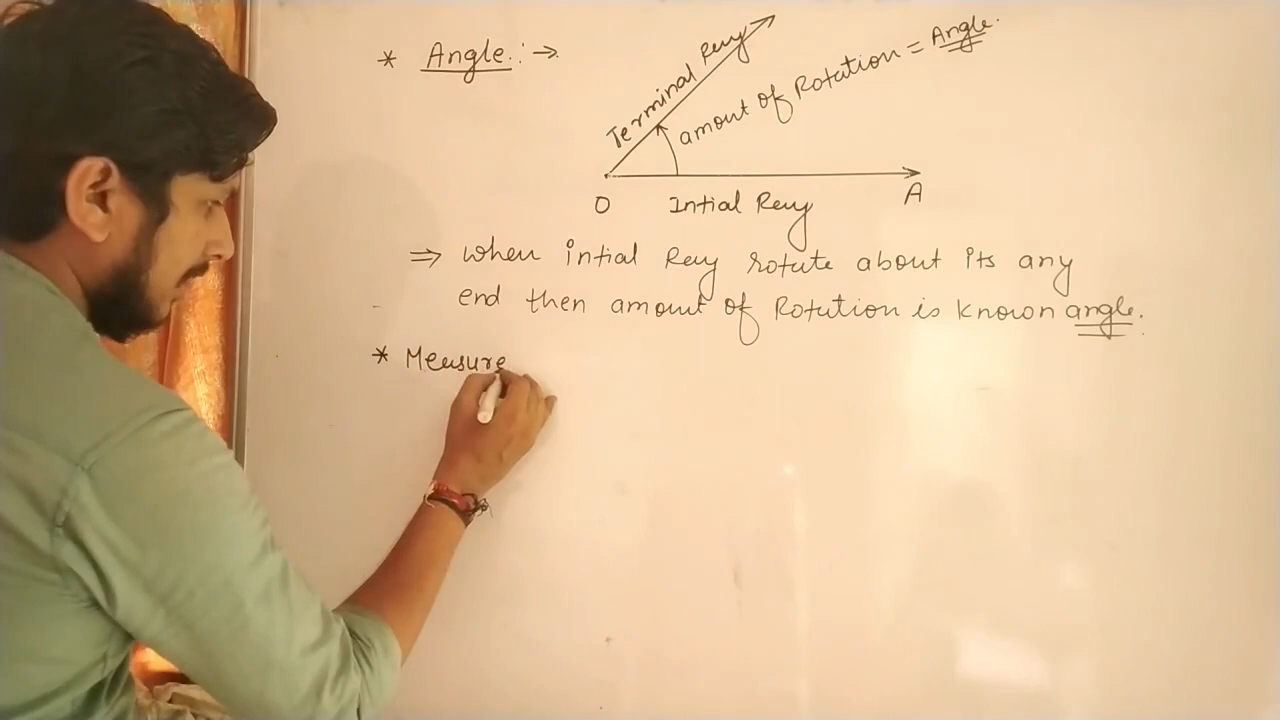 * Angle : →
Terminal Ray
amount of Rotation = Angle.
O Intial Ray A
⇒ when intial Ray rotate about its any
end then amount of Rotation is known angle.
* Measure